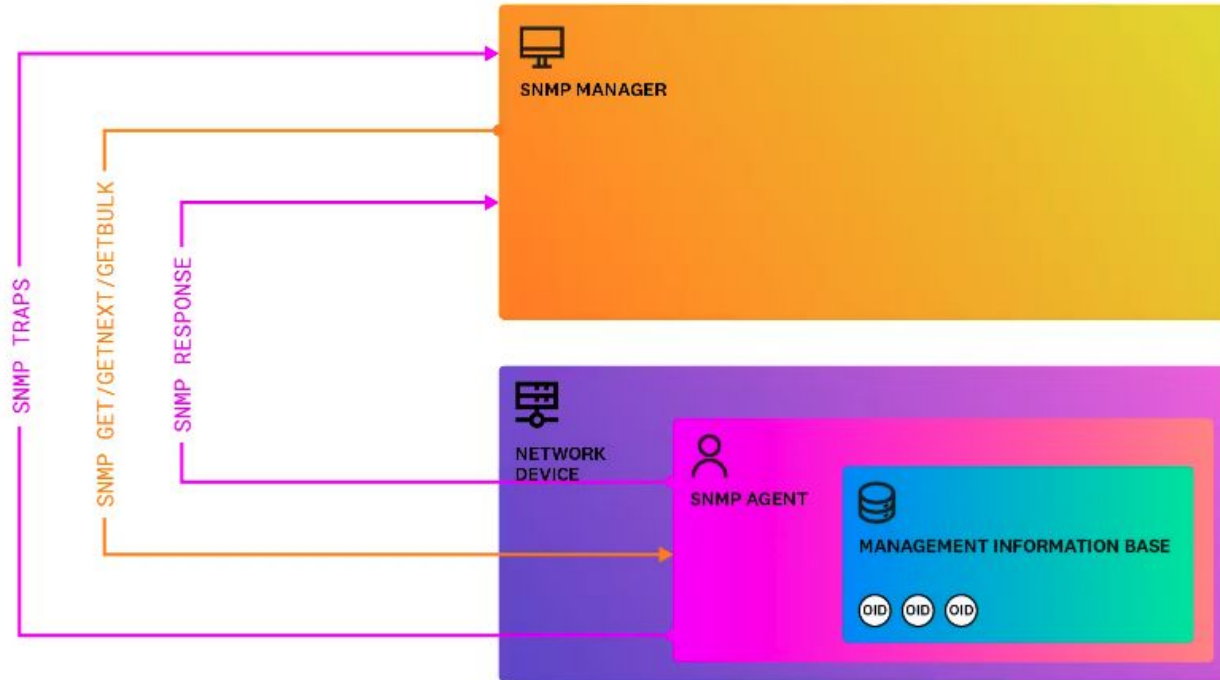 SNMP MANAGER
SNMP TRAPS
SNMP GET/GETNEXT/GETBULK
SNMP RESPONSE
NETWORK
DEVICE
SNMP AGENT
MANAGEMENT INFORMATION BASE
OID OID OID